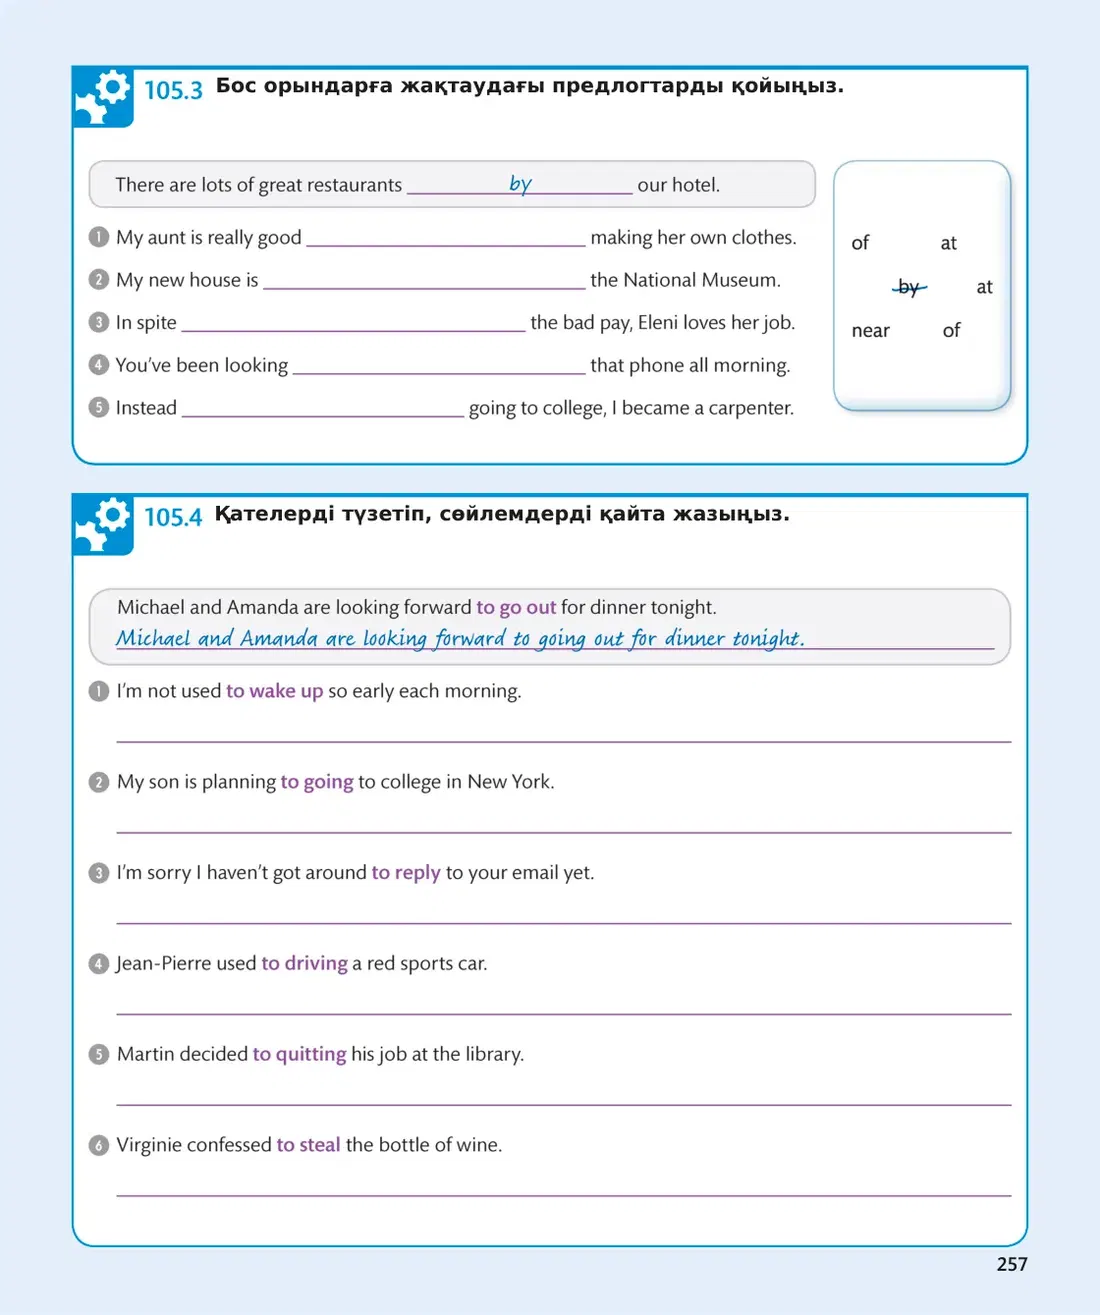 105.3 Бос орындарға жақтаудағы предлогтарды қойыңыз.
There are lots of great restaurants by our hotel.
1 My aunt is really good making her own clothes.
2 My new house is the National Museum.
3 In spite the bad pay, Eleni loves her job.
4 You’ve been looking that phone all morning.
5 Instead going to college, I became a carpenter.
of at
by at
near of
105.4 Қателерді түзетіп, сөйлемдерді қайта жазыңыз.
Michael and Amanda are looking forward to go out for dinner tonight.
Michael and Amanda are looking forward to going out for dinner tonight.
1 I’m not used to wake up so early each morning.
2 My son is planning to going to college in New York.
3 I’m sorry I haven’t got around to reply to your email yet.
4 Jean-Pierre used to driving a red sports car.
5 Martin decided to quitting his job at the library.
6 Virginie confessed to steal the bottle of wine.
257